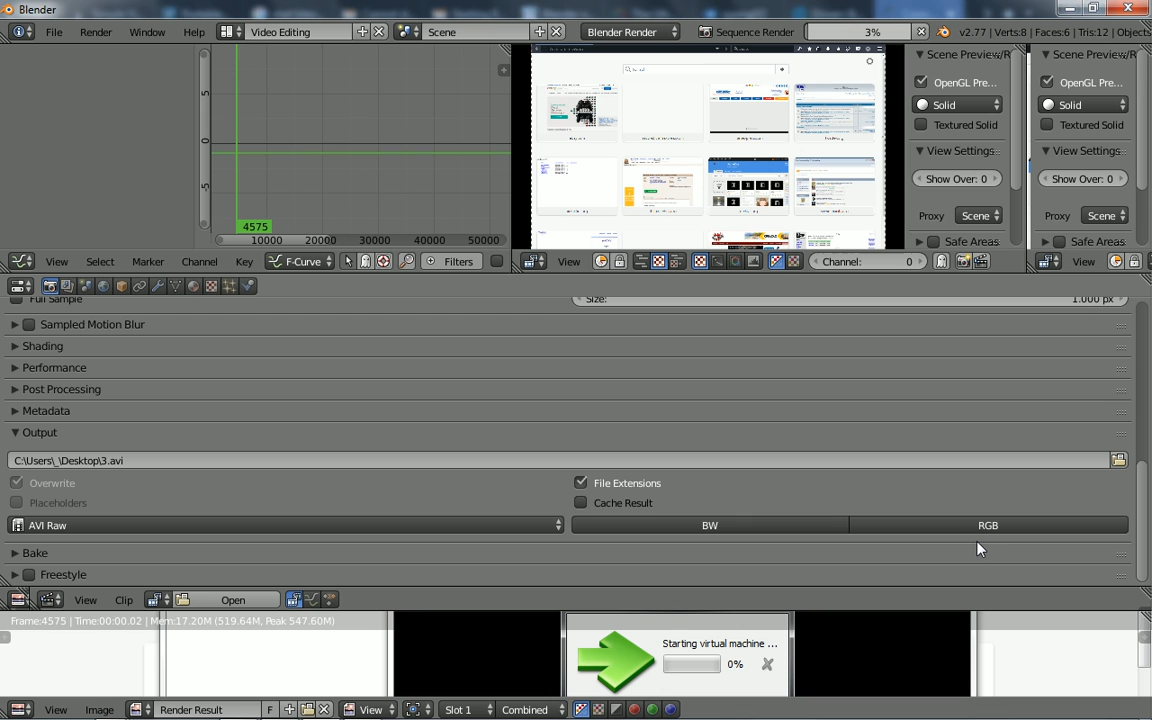 Blender
File Render Window Help Video Editing Scene Blender Render Sequence Render 3% v2.77 | Verts:8 | Faces:6 | Tris:12 | Objects
Scene Preview/R Scene Preview/R
OpenGL Pre... OpenGL Pre...
Solid Solid
Textured Solid Textured Solid
View Settings View Settings
Show Over: 0 Show Over: 0
Proxy Scene Proxy Scene
Safe Areas Safe Areas
5
0
-5
4575
10000 20000 30000 40000 50000
View Select Marker Channel Key F-Curve Filters View Channel: 0 View
Full Sample Size: 1.000 px
Sampled Motion Blur
Shading
Performance
Post Processing
Metadata
Output
C:\Users\_\Desktop\3.avi
Overwrite File Extensions
Placeholders Cache Result
AVI Raw BW RGB
Bake
Freestyle
View Clip Open
Frame:4575 | Time:00:00.02 | Mem:17.20M (519.64M, Peak 547.60M)
Starting virtual machine ...
0%
View Image Render Result F View Slot 1 Combined